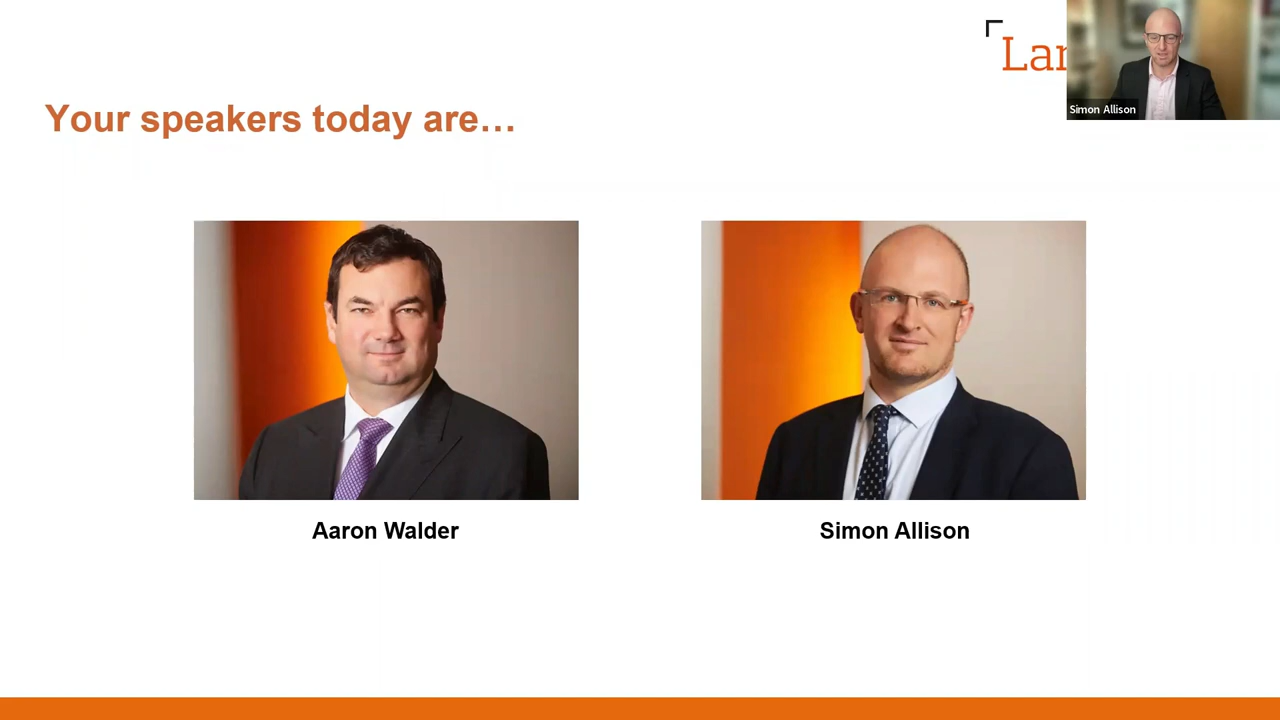 Lar
Simon Allison
Your speakers today are…
Aaron Walder
Simon Allison